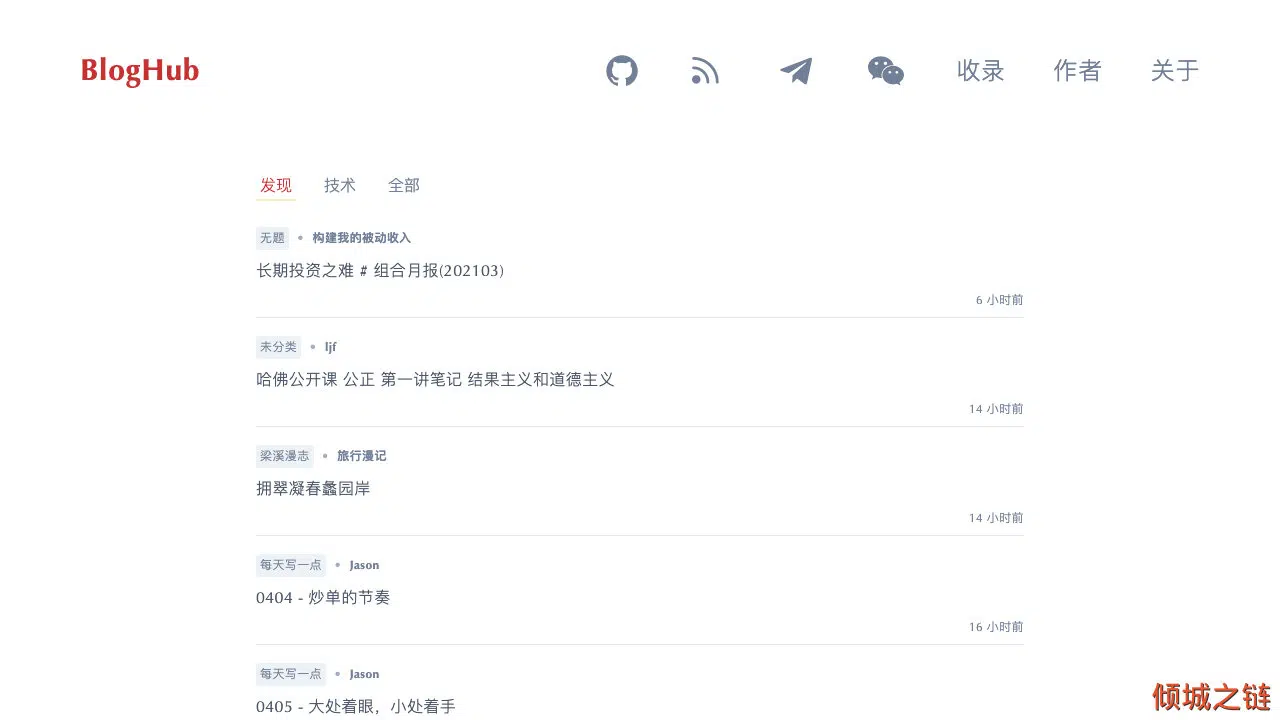 BlogHub 收录 作者 关于
发现 技术 全部
无题 • 构建我的被动收入
长期投资之难 # 组合月报(202103)
6 小时前
未分类 • ljf
哈佛公开课 公正 第一讲笔记 结果主义和道德主义
14 小时前
梁溪漫志 • 旅行漫记
拥翠凝春蠡园岸
14 小时前
每天写一点 • Jason
0404 - 炒单的节奏
16 小时前
每天写一点 • Jason
0405 - 大处着眼，小处着手
倾城之链